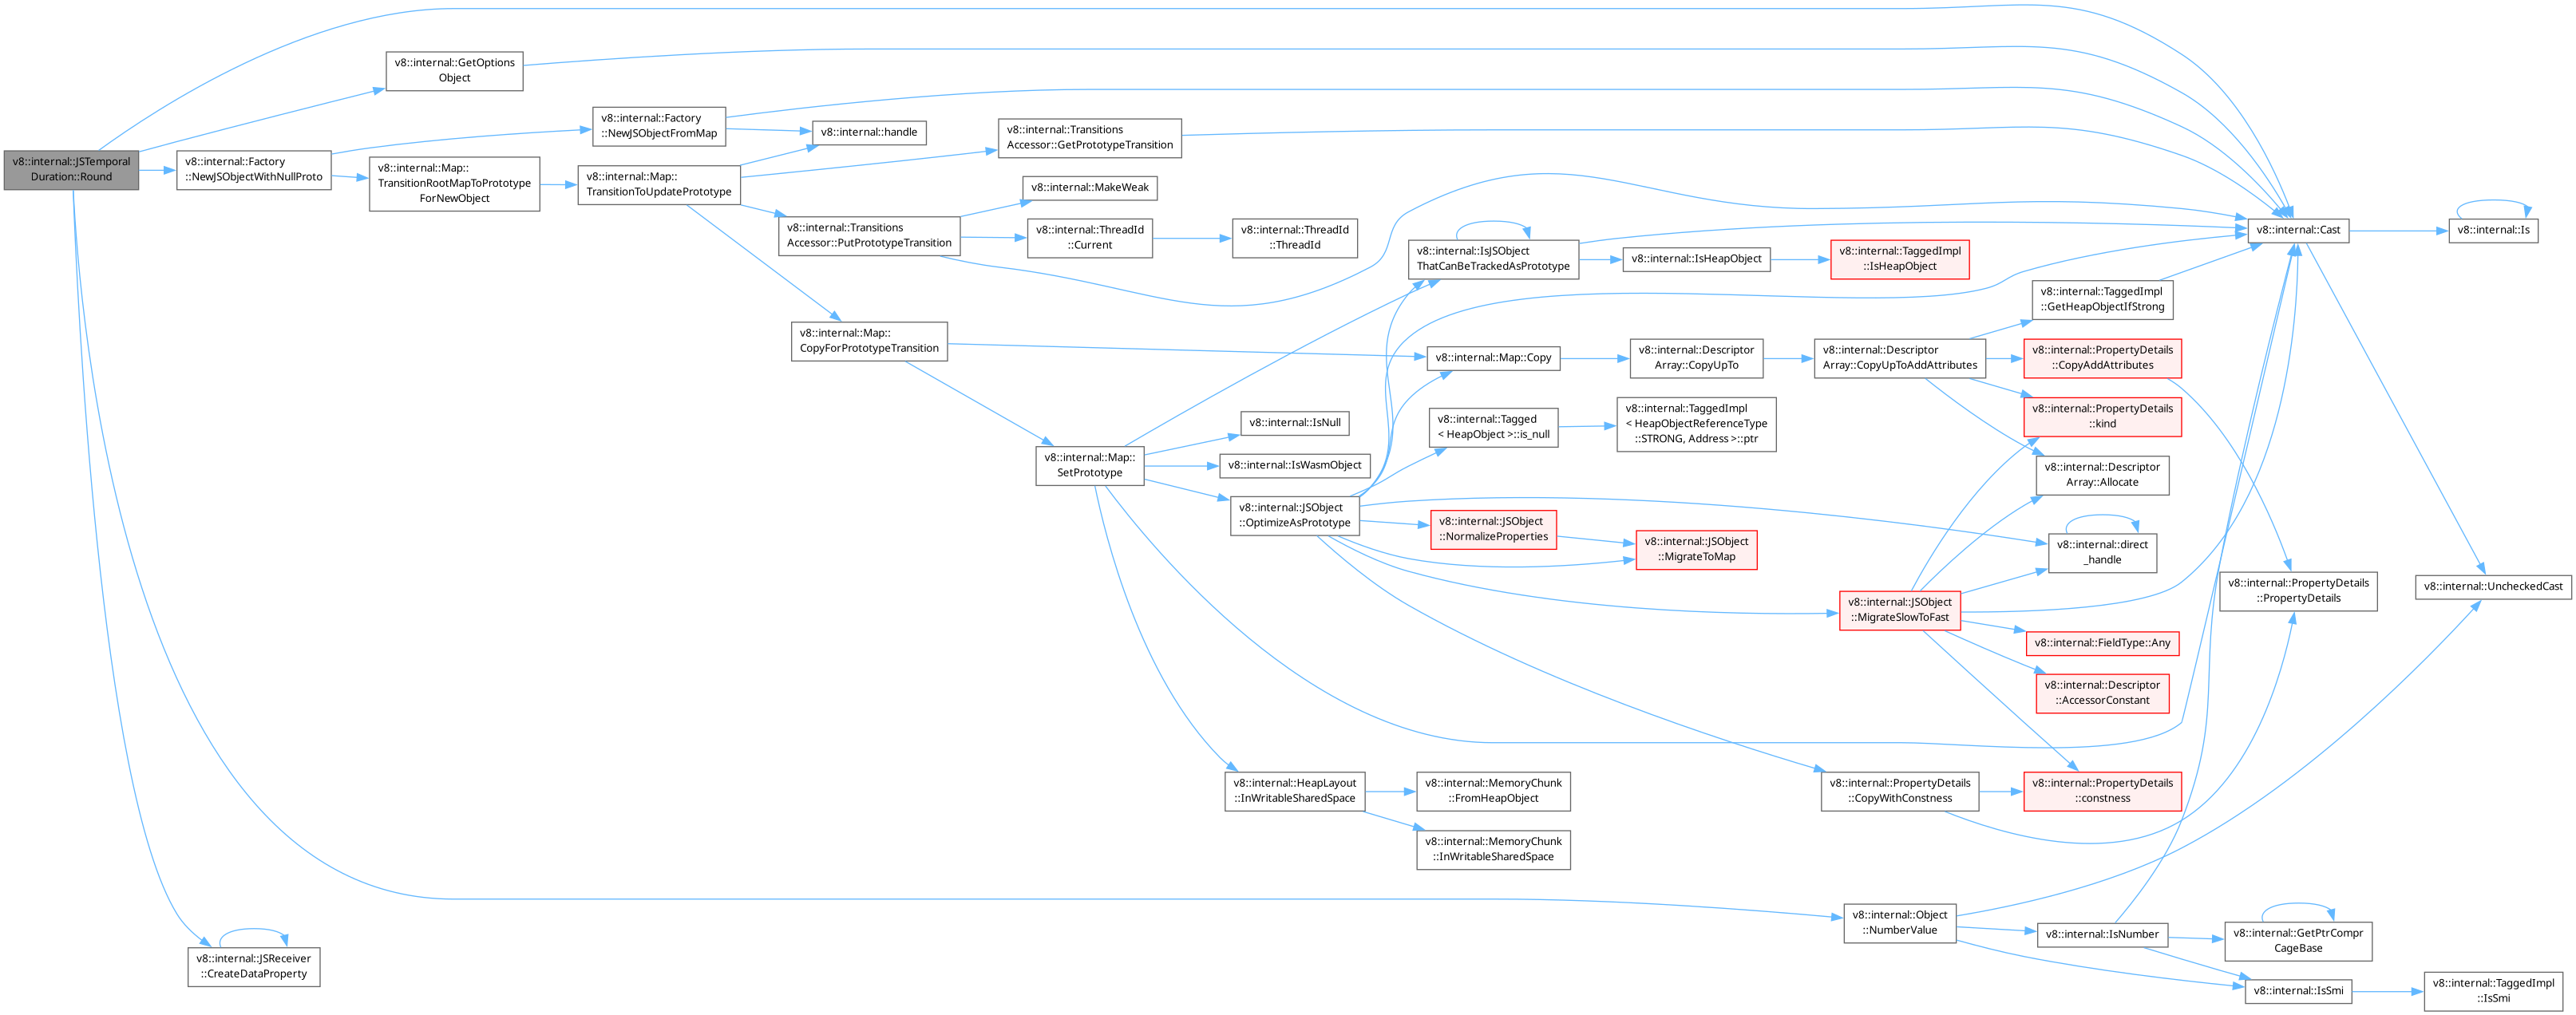 v8::internal::JSTemporal
Duration::Round
v8::internal::GetOptions
Object
v8::internal::Factory
::NewJSObjectWithNullProto
v8::internal::JSReceiver
::CreateDataProperty
v8::internal::Factory
::NewJSObjectFromMap
v8::internal::Map::
TransitionRootMapToPrototype
ForNewObject
v8::internal::Map::
TransitionToUpdatePrototype
v8::internal::handle
v8::internal::Transitions
Accessor::GetPrototypeTransition
v8::internal::Transitions
Accessor::PutPrototypeTransition
v8::internal::MakeWeak
v8::internal::ThreadId
::Current
v8::internal::ThreadId
::ThreadId
v8::internal::Map::
CopyForPrototypeTransition
v8::internal::Map::
SetPrototype
v8::internal::IsNull
v8::internal::IsWasmObject
v8::internal::JSObject
::OptimizeAsPrototype
v8::internal::HeapLayout
::InWritableSharedSpace
v8::internal::MemoryChunk
::FromHeapObject
v8::internal::MemoryChunk
::InWritableSharedSpace
v8::internal::IsJSObject
ThatCanBeTrackedAsPrototype
v8::internal::IsHeapObject
v8::internal::TaggedImpl
::IsHeapObject
v8::internal::Map::Copy
v8::internal::Descriptor
Array::CopyUpTo
v8::internal::Descriptor
Array::CopyUpToAddAttributes
v8::internal::Tagged
< HeapObject >::is_null
v8::internal::TaggedImpl
< HeapObjectReferenceType
::STRONG, Address >::ptr
v8::internal::JSObject
::NormalizeProperties
v8::internal::JSObject
::MigrateToMap
v8::internal::JSObject
::MigrateSlowToFast
v8::internal::PropertyDetails
::CopyWithConstness
v8::internal::Object
::NumberValue
v8::internal::TaggedImpl
::GetHeapObjectIfStrong
v8::internal::PropertyDetails
::CopyAddAttributes
v8::internal::PropertyDetails
::kind
v8::internal::Descriptor
Array::Allocate
v8::internal::direct
_handle
v8::internal::FieldType::Any
v8::internal::Descriptor
::AccessorConstant
v8::internal::PropertyDetails
::constness
v8::internal::IsNumber
v8::internal::Cast
v8::internal::PropertyDetails
::PropertyDetails
v8::internal::GetPtrCompr
CageBase
v8::internal::IsSmi
v8::internal::Is
v8::internal::UncheckedCast
v8::internal::TaggedImpl
::IsSmi